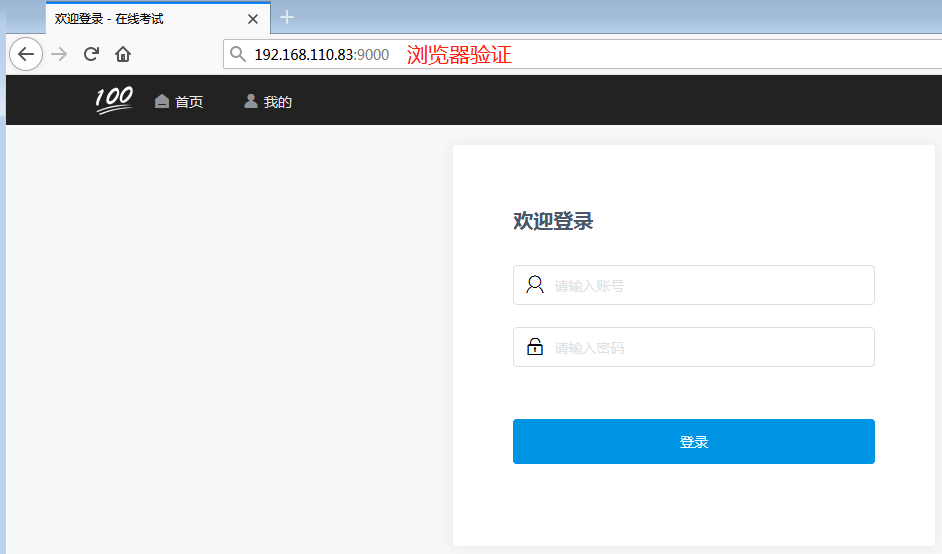 欢迎登录 - 在线考试
192.168.110.83:9000 浏览器验证
100 首页 我的
欢迎登录
请输入账号
请输入密码
登录